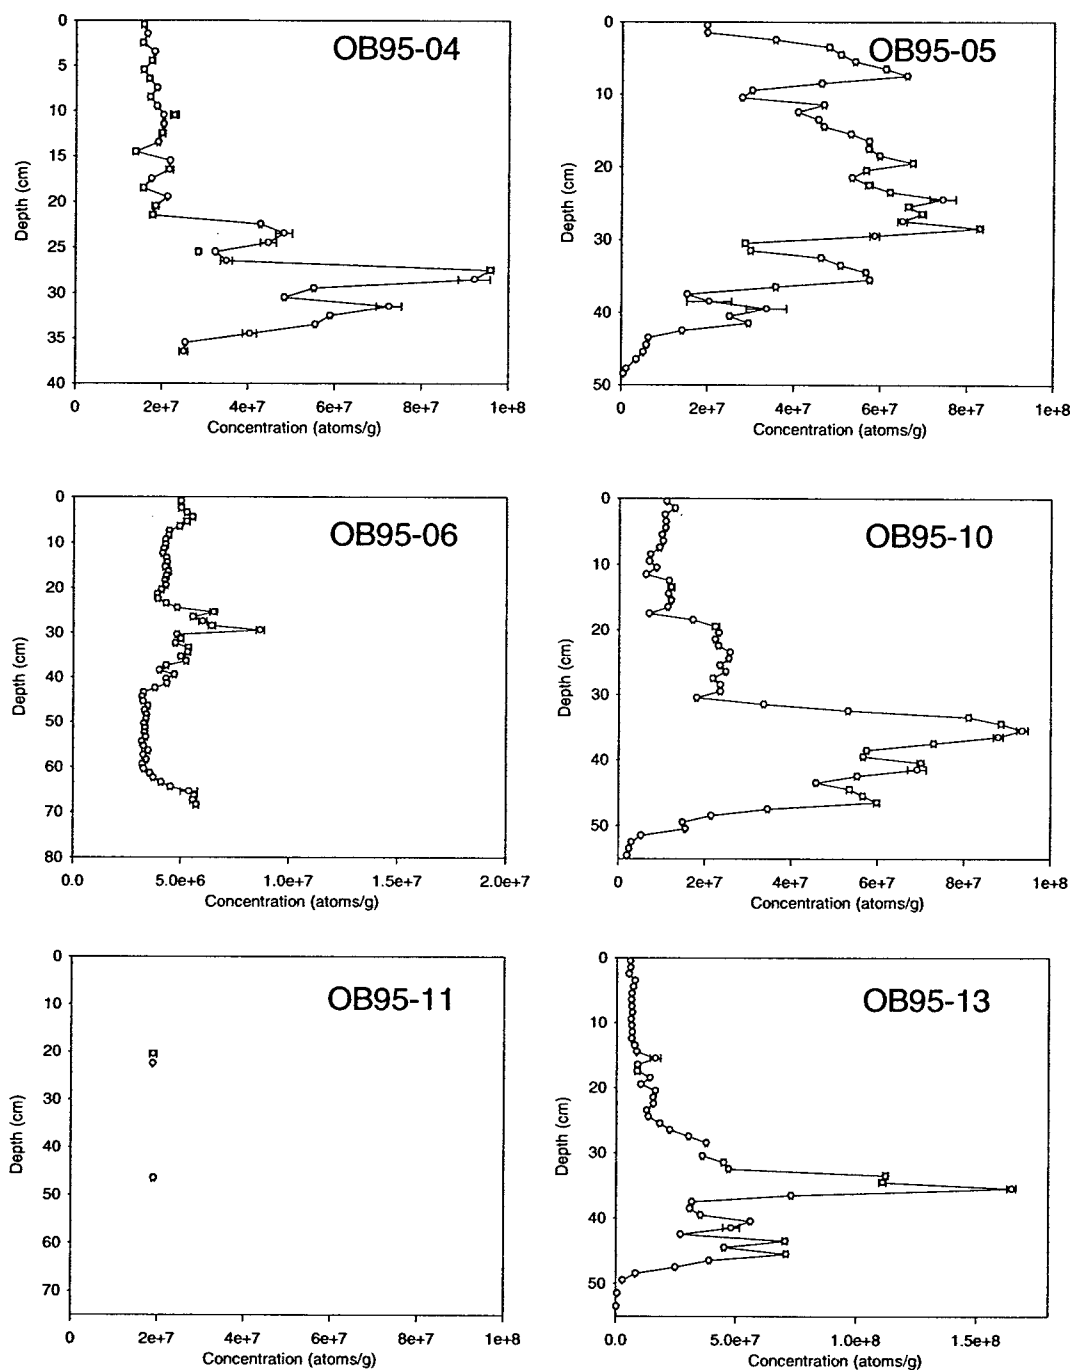 OB95-04
0
5
10
15
20
25
30
35
40
Depth (cm)
0
2e+7
4e+7
6e+7
8e+7
1e+8
Concentration (atoms/g)
OB95-05
0
10
20
30
40
50
Depth (cm)
0
2e+7
4e+7
6e+7
8e+7
1e+8
Concentration (atoms/g)
OB95-06
0
10
20
30
40
50
60
70
80
Depth (cm)
0.0
5.0e+6
1.0e+7
1.5e+7
2.0e+7
Concentration (atoms/g)
OB95-10
0
10
20
30
40
50
Depth (cm)
0
2e+7
4e+7
6e+7
8e+7
1e+8
Concentration (atoms/g)
OB95-11
0
10
20
30
40
50
60
70
Depth (cm)
0
2e+7
4e+7
6e+7
8e+7
1e+8
Concentration (atoms/g)
OB95-13
0
10
20
30
40
50
Depth (cm)
0.0
5.0e+7
1.0e+8
1.5e+8
Concentration (atoms/g)